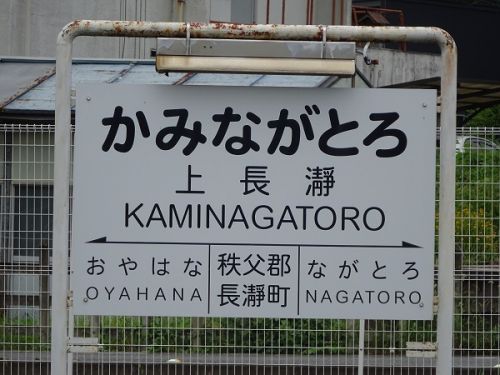 かみながとろ
上長瀞
KAMINAGATORO
おやはな 秩父郡 ながとろ
OYAHANA 長瀞町 NAGATORO